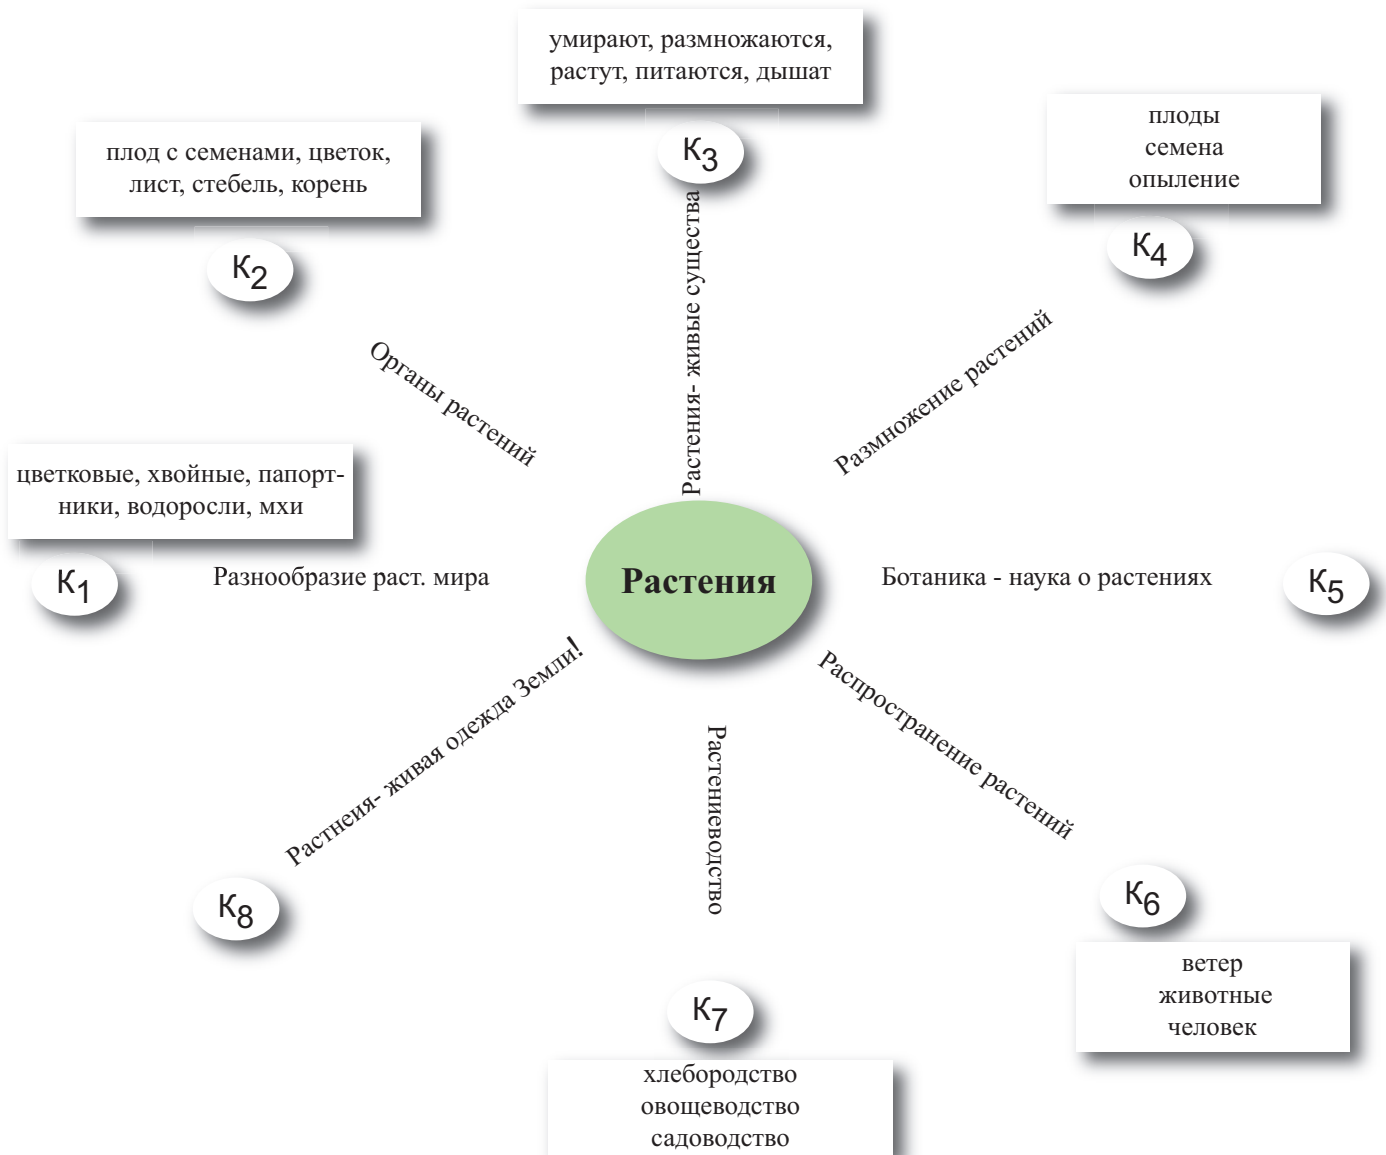 умирают, размножаются,
растут, питаются, дышат
К3
плоды
семена
опыление
К4
плод с семенами, цветок,
лист, стебель, корень
К2
Растения- живые существа
Размножение растений
Органы растений
цветковые, хвойные, папорт-
ники, водоросли, мхи
К1
Разнообразие раст. мира
Растения
Ботаника - наука о растениях
К5
Растнеия- живая одежда Земли!
Распространение растений
Растениеводство
К8
К6
ветер
животные
человек
К7
хлебородство
овощеводство
садоводство